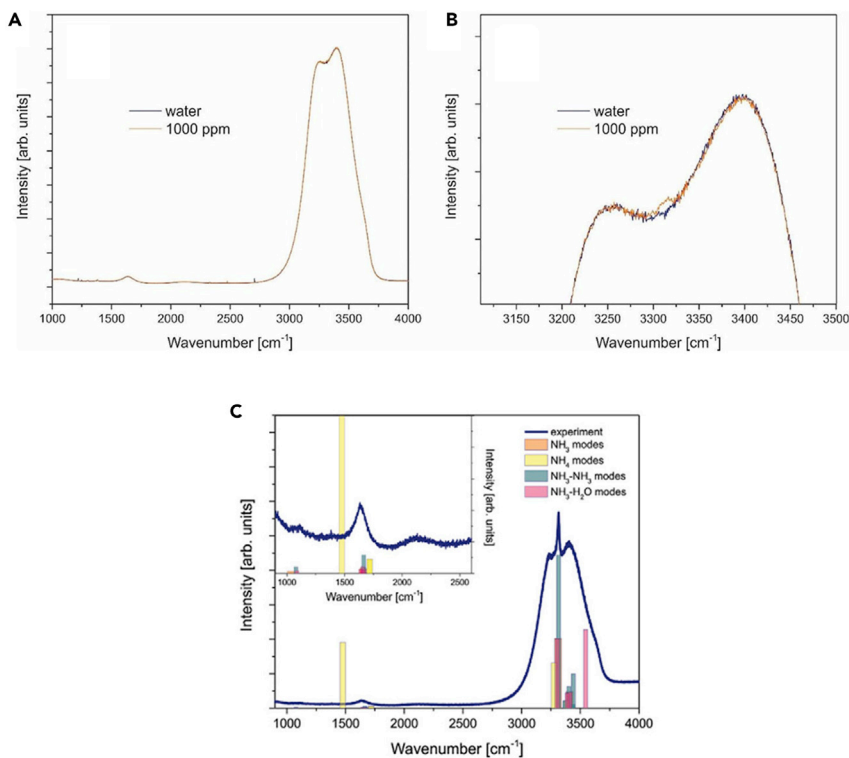 A
Intensity [arb. units]
water
1000 ppm
1000 1500 2000 2500 3000 3500 4000
Wavenumber [cm-1]
B
Intensity [arb. units]
water
1000 ppm
3150 3200 3250 3300 3350 3400 3450 3500
Wavenumber [cm-1]
C
Intensity [arb. units]
experiment
NH3 modes
NH4 modes
NH3-NH3 modes
NH3-H2O modes
Intensity [arb. units]
1000 1500 2000 2500
Wavenumber [cm-1]
1000 1500 2000 2500 3000 3500 4000
Wavenumber [cm-1]